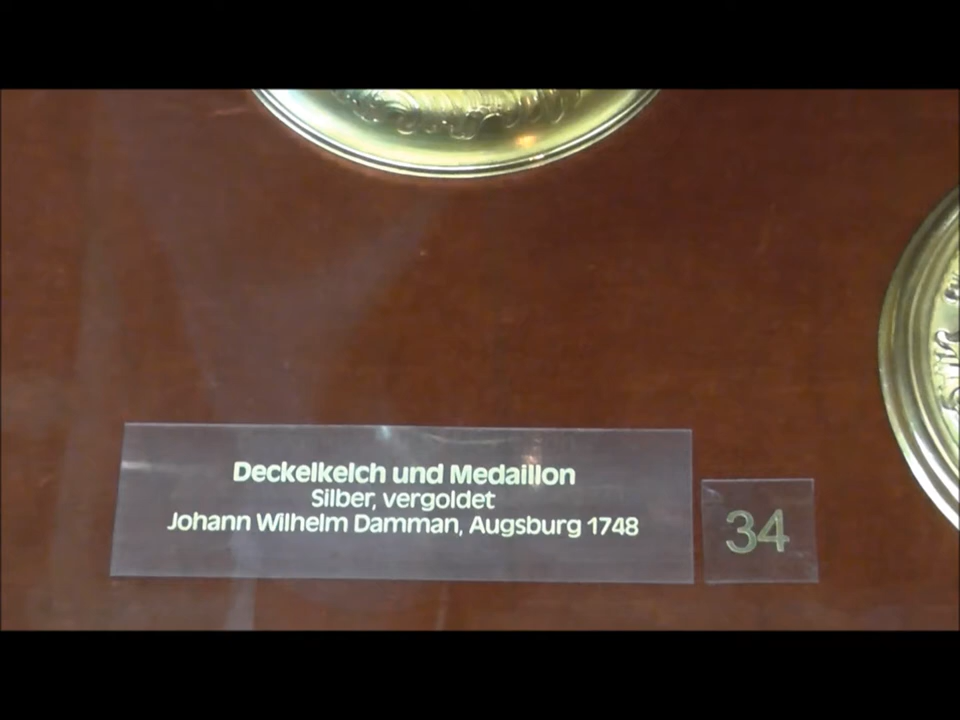 Deckelkelch und Medaillon
Silber, vergoldet
Johann Wilhelm Damman, Augsburg 1748
34